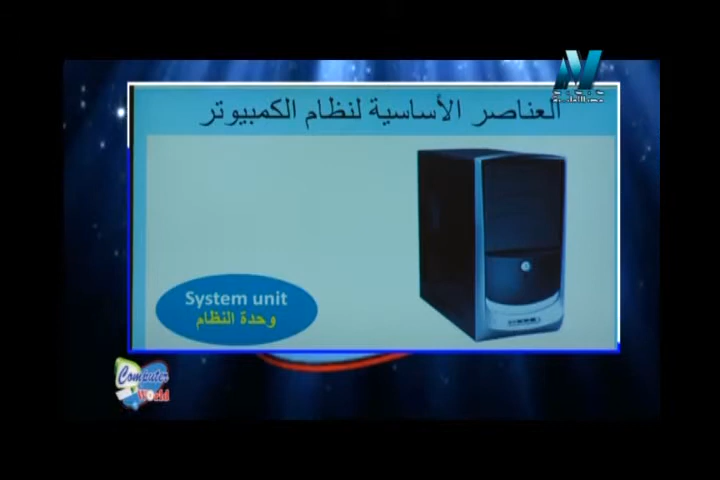 العناصر الأساسية لنظام الكمبيوتر
System unit
وحدة النظام
Computer
World